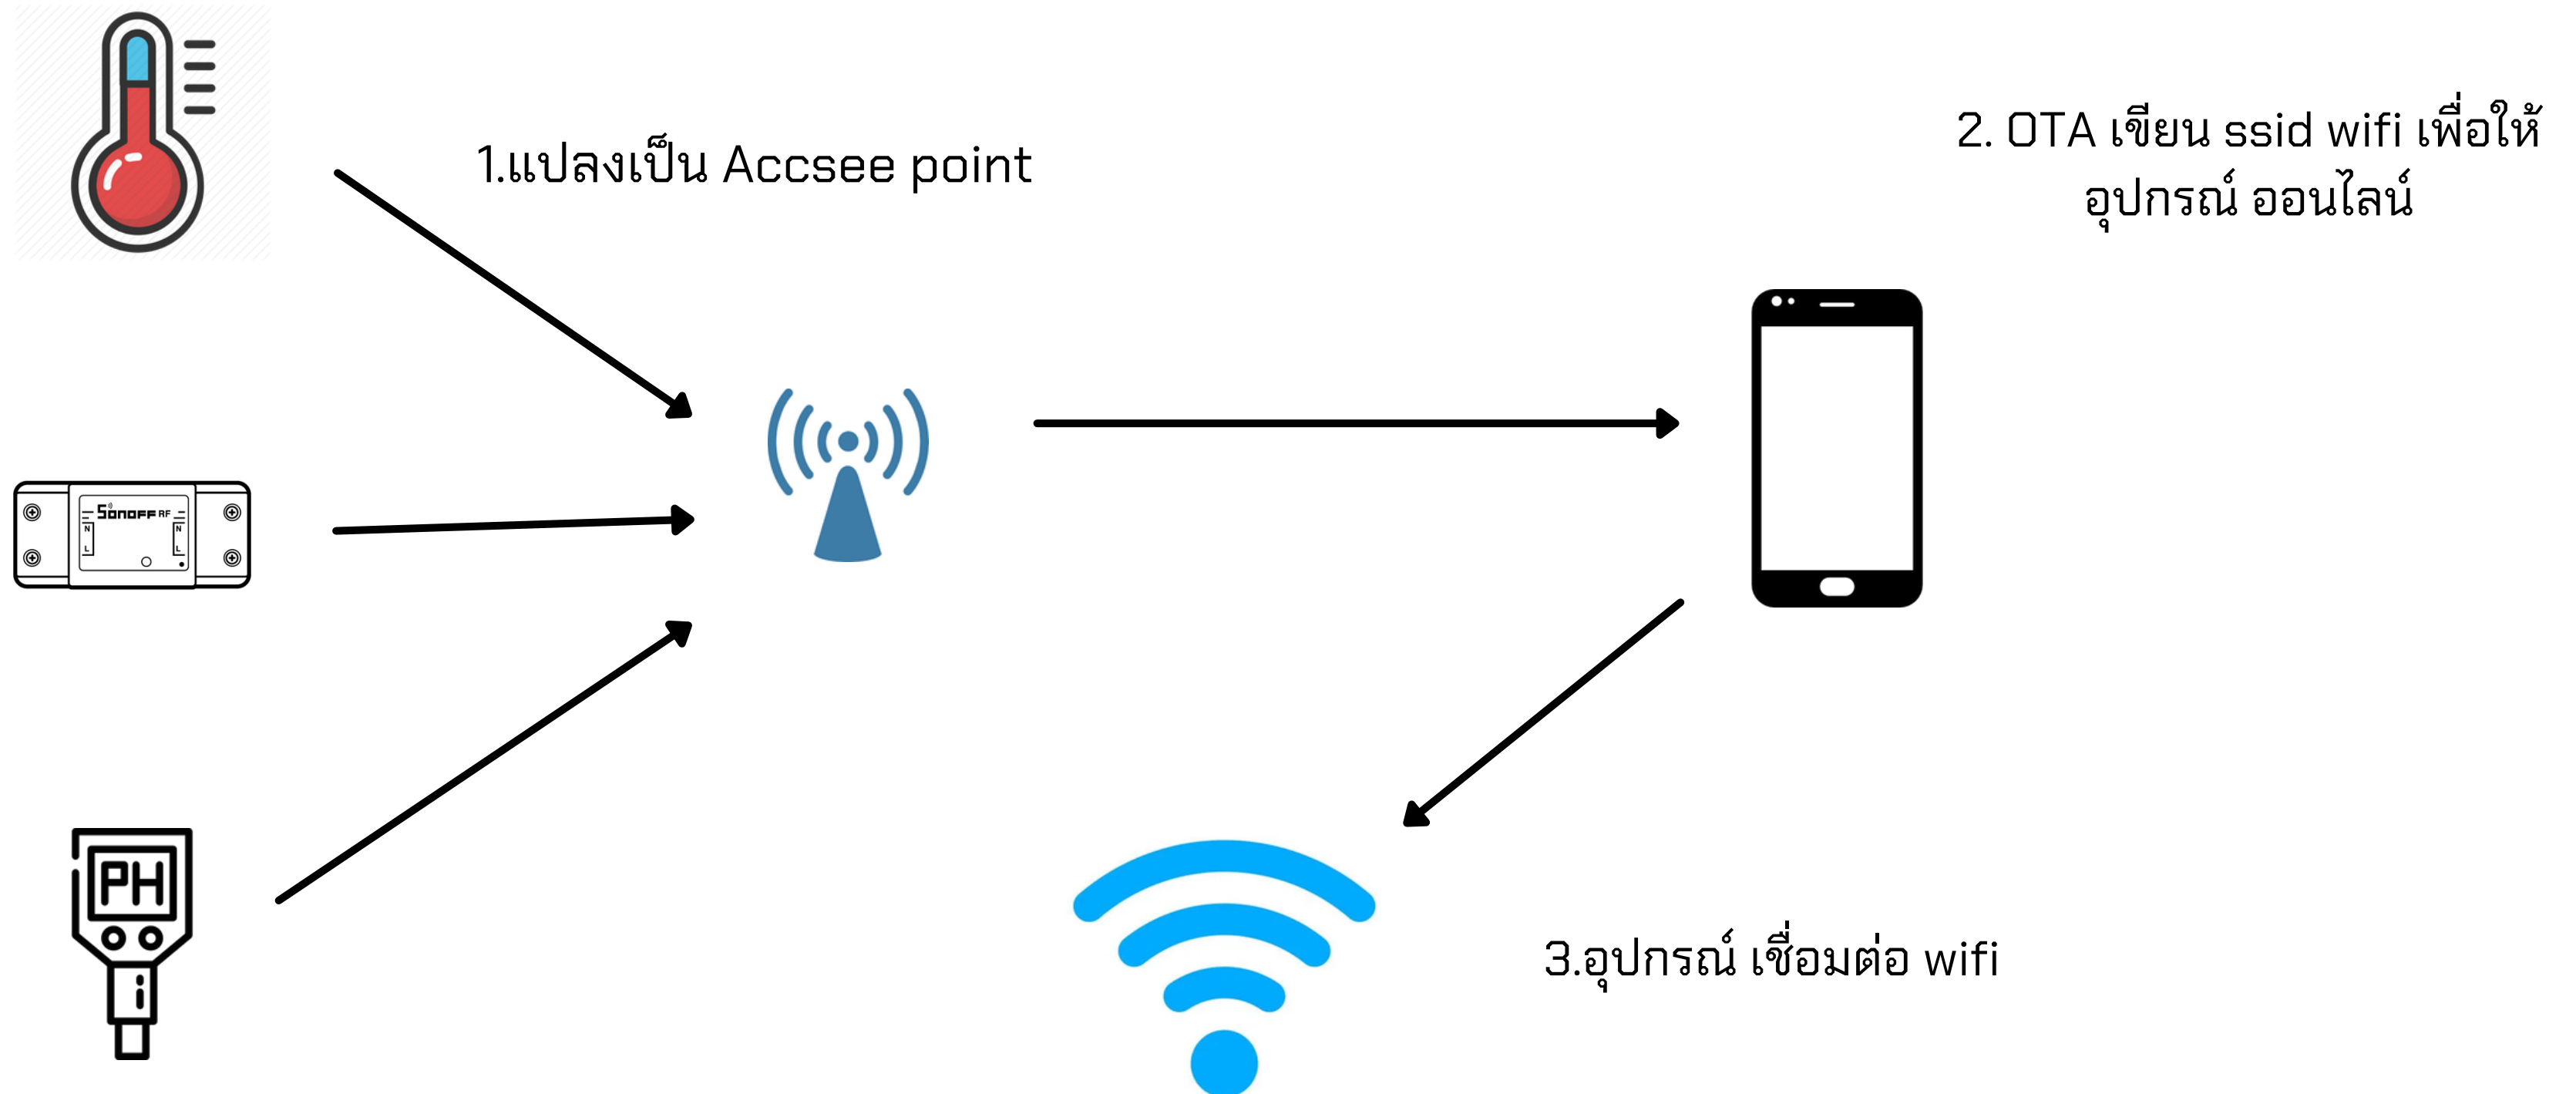 1.แปลงเป็น Accsee point
2. OTA เขียน ssid wifi เพื่อให้
อุปกรณ์ ออนไลน์
SONOFF RF
N
N
L
L
PH
3.อุปกรณ์ เชื่อมต่อ wifi